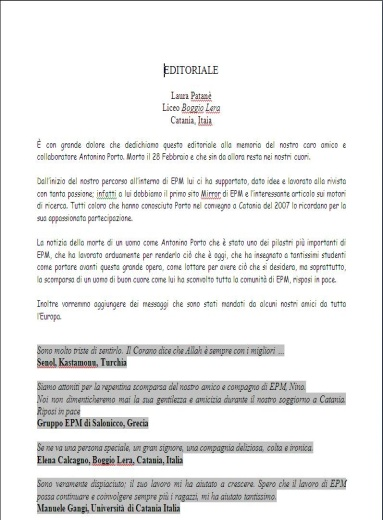 EDITORIALE
Laura Patanè
Liceo Boggio Lera
Catania, Itaia
È con grande dolore che dedichiamo questo editoriale alla memoria del nostro caro amico e
collaboratore Antonino Porto. Morto il 28 Febbraio e che sin da allora resta nei nostri cuori.
Dall'inizio del nostro percorso all'interno di EPM lui ci ha supportato, dato idee e lavorato alla rivista
con tanta passione; infatti a lui dobbiamo il primo sito Mirror di EPM e l'interessante articolo sui motori
di ricerca. Tutti coloro che hanno conosciuto Porto nel convegno a Catania del 2007 lo ricordano per la
sua appassionata partecipazione.
La notizia della morte di un uomo come Antonino Porto che è stato uno dei pilastri più importanti di
EPM, che ha lavorato arduamente per renderlo ciò che è oggi, che ha insegnato a tantissimi studenti
come portare avanti questa grande opera, come lottare per avere ciò che si desidera, ma soprattutto,
la scomparsa di un uomo di buon cuore come lui ha sconvolto tutta la comunità di EPM, risposi in pace.
Inoltre vorremmo aggiungere dei messaggi che sono stati mandati da alcuni nostri amici da tutta
l'Europa.
Sono molto triste di sentirlo. Il Corano dice che Allah è sempre con i migliori ...
Senol, Kastamonu, Turchia
Siamo attoniti per la repentina scomparsa del nostro amico e compagno di EPM, Nino.
Noi non dimenticheremo mai la sua gentilezza e amicizia durante il nostro soggiorno a Catania.
Riposi in pace
Gruppo EPM di Salonicco, Grecia
Se ne va una persona speciale, un gran signore, una compagnia deliziosa, colta e ironica.
Elena Calcagno, Boggio Lera, Catania, Italia
Sono veramente dispiaciuto; il suo lavoro mi ha aiutato a crescere. Spero che il lavoro di EPM
possa continuare e coinvolgere sempre più i ragazzi, mi ha aiutato tantissimo.
Manuele Gangi, Università di Catania Italia